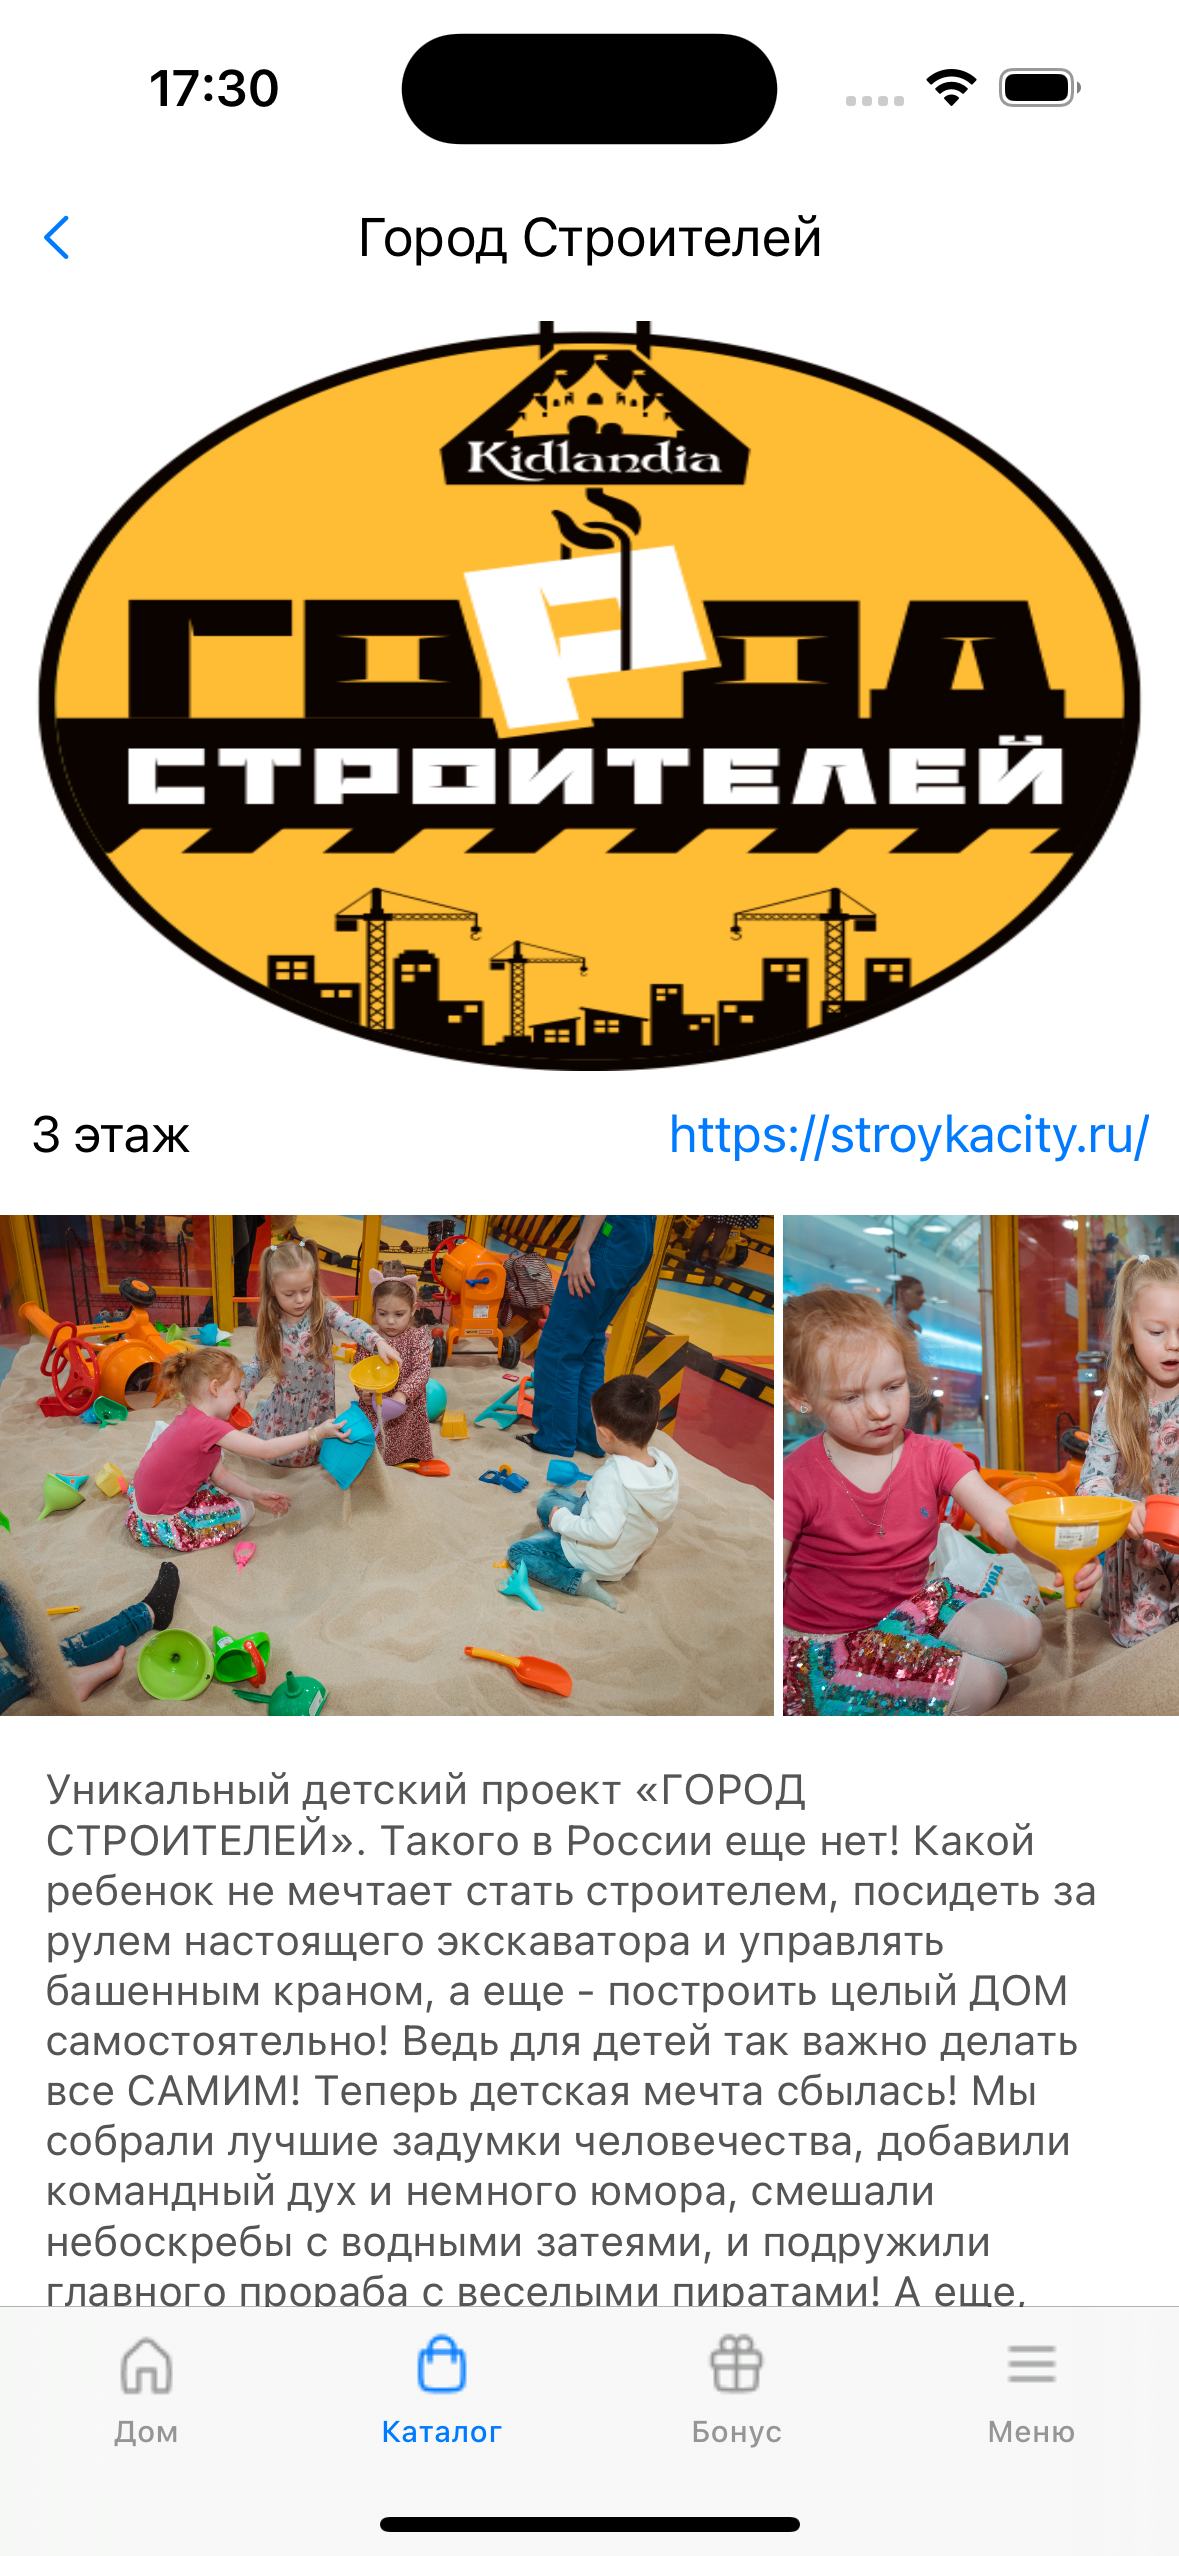 17:30
Город Строителей
Kidlandia
ГОРОД
СТРОИТЕЛЕЙ
3 этаж
https://stroykacity.ru/
Уникальный детский проект «ГОРОД
СТРОИТЕЛЕЙ». Такого в России еще нет! Какой
ребенок не мечтает стать строителем, посидеть за
рулем настоящего экскаватора и управлять
башенным краном, а еще - построить целый ДОМ
самостоятельно! Ведь для детей так важно делать
все САМИМ! Теперь детская мечта сбылась! Мы
собрали лучшие задумки человечества, добавили
командный дух и немного юмора, смешали
небоскребы с водными затеями, и подружили
главного прораба с веселыми пиратами! А еще,
Дом
Каталог
Бонус
Меню